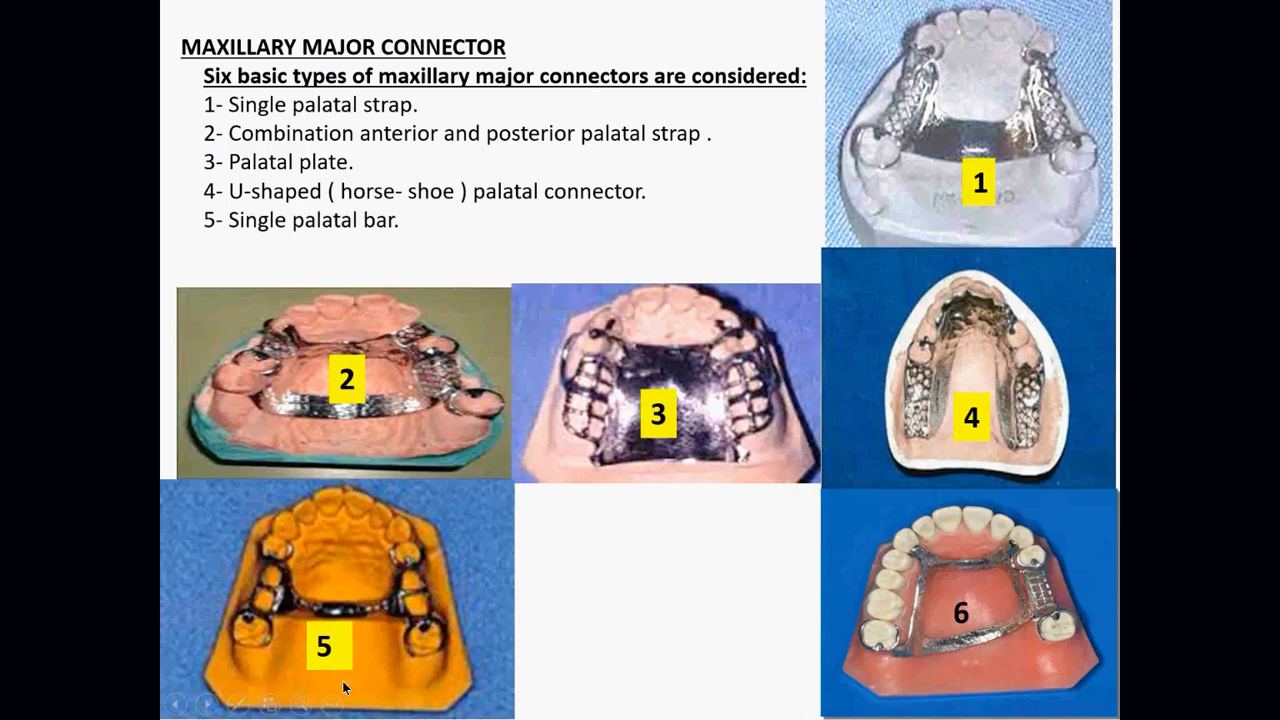 MAXILLARY MAJOR CONNECTOR
Six basic types of maxillary major connectors are considered:
1- Single palatal strap.
2- Combination anterior and posterior palatal strap .
3- Palatal plate.
4- U-shaped ( horse- shoe ) palatal connector.
5- Single palatal bar.
1
2
3
4
5
6